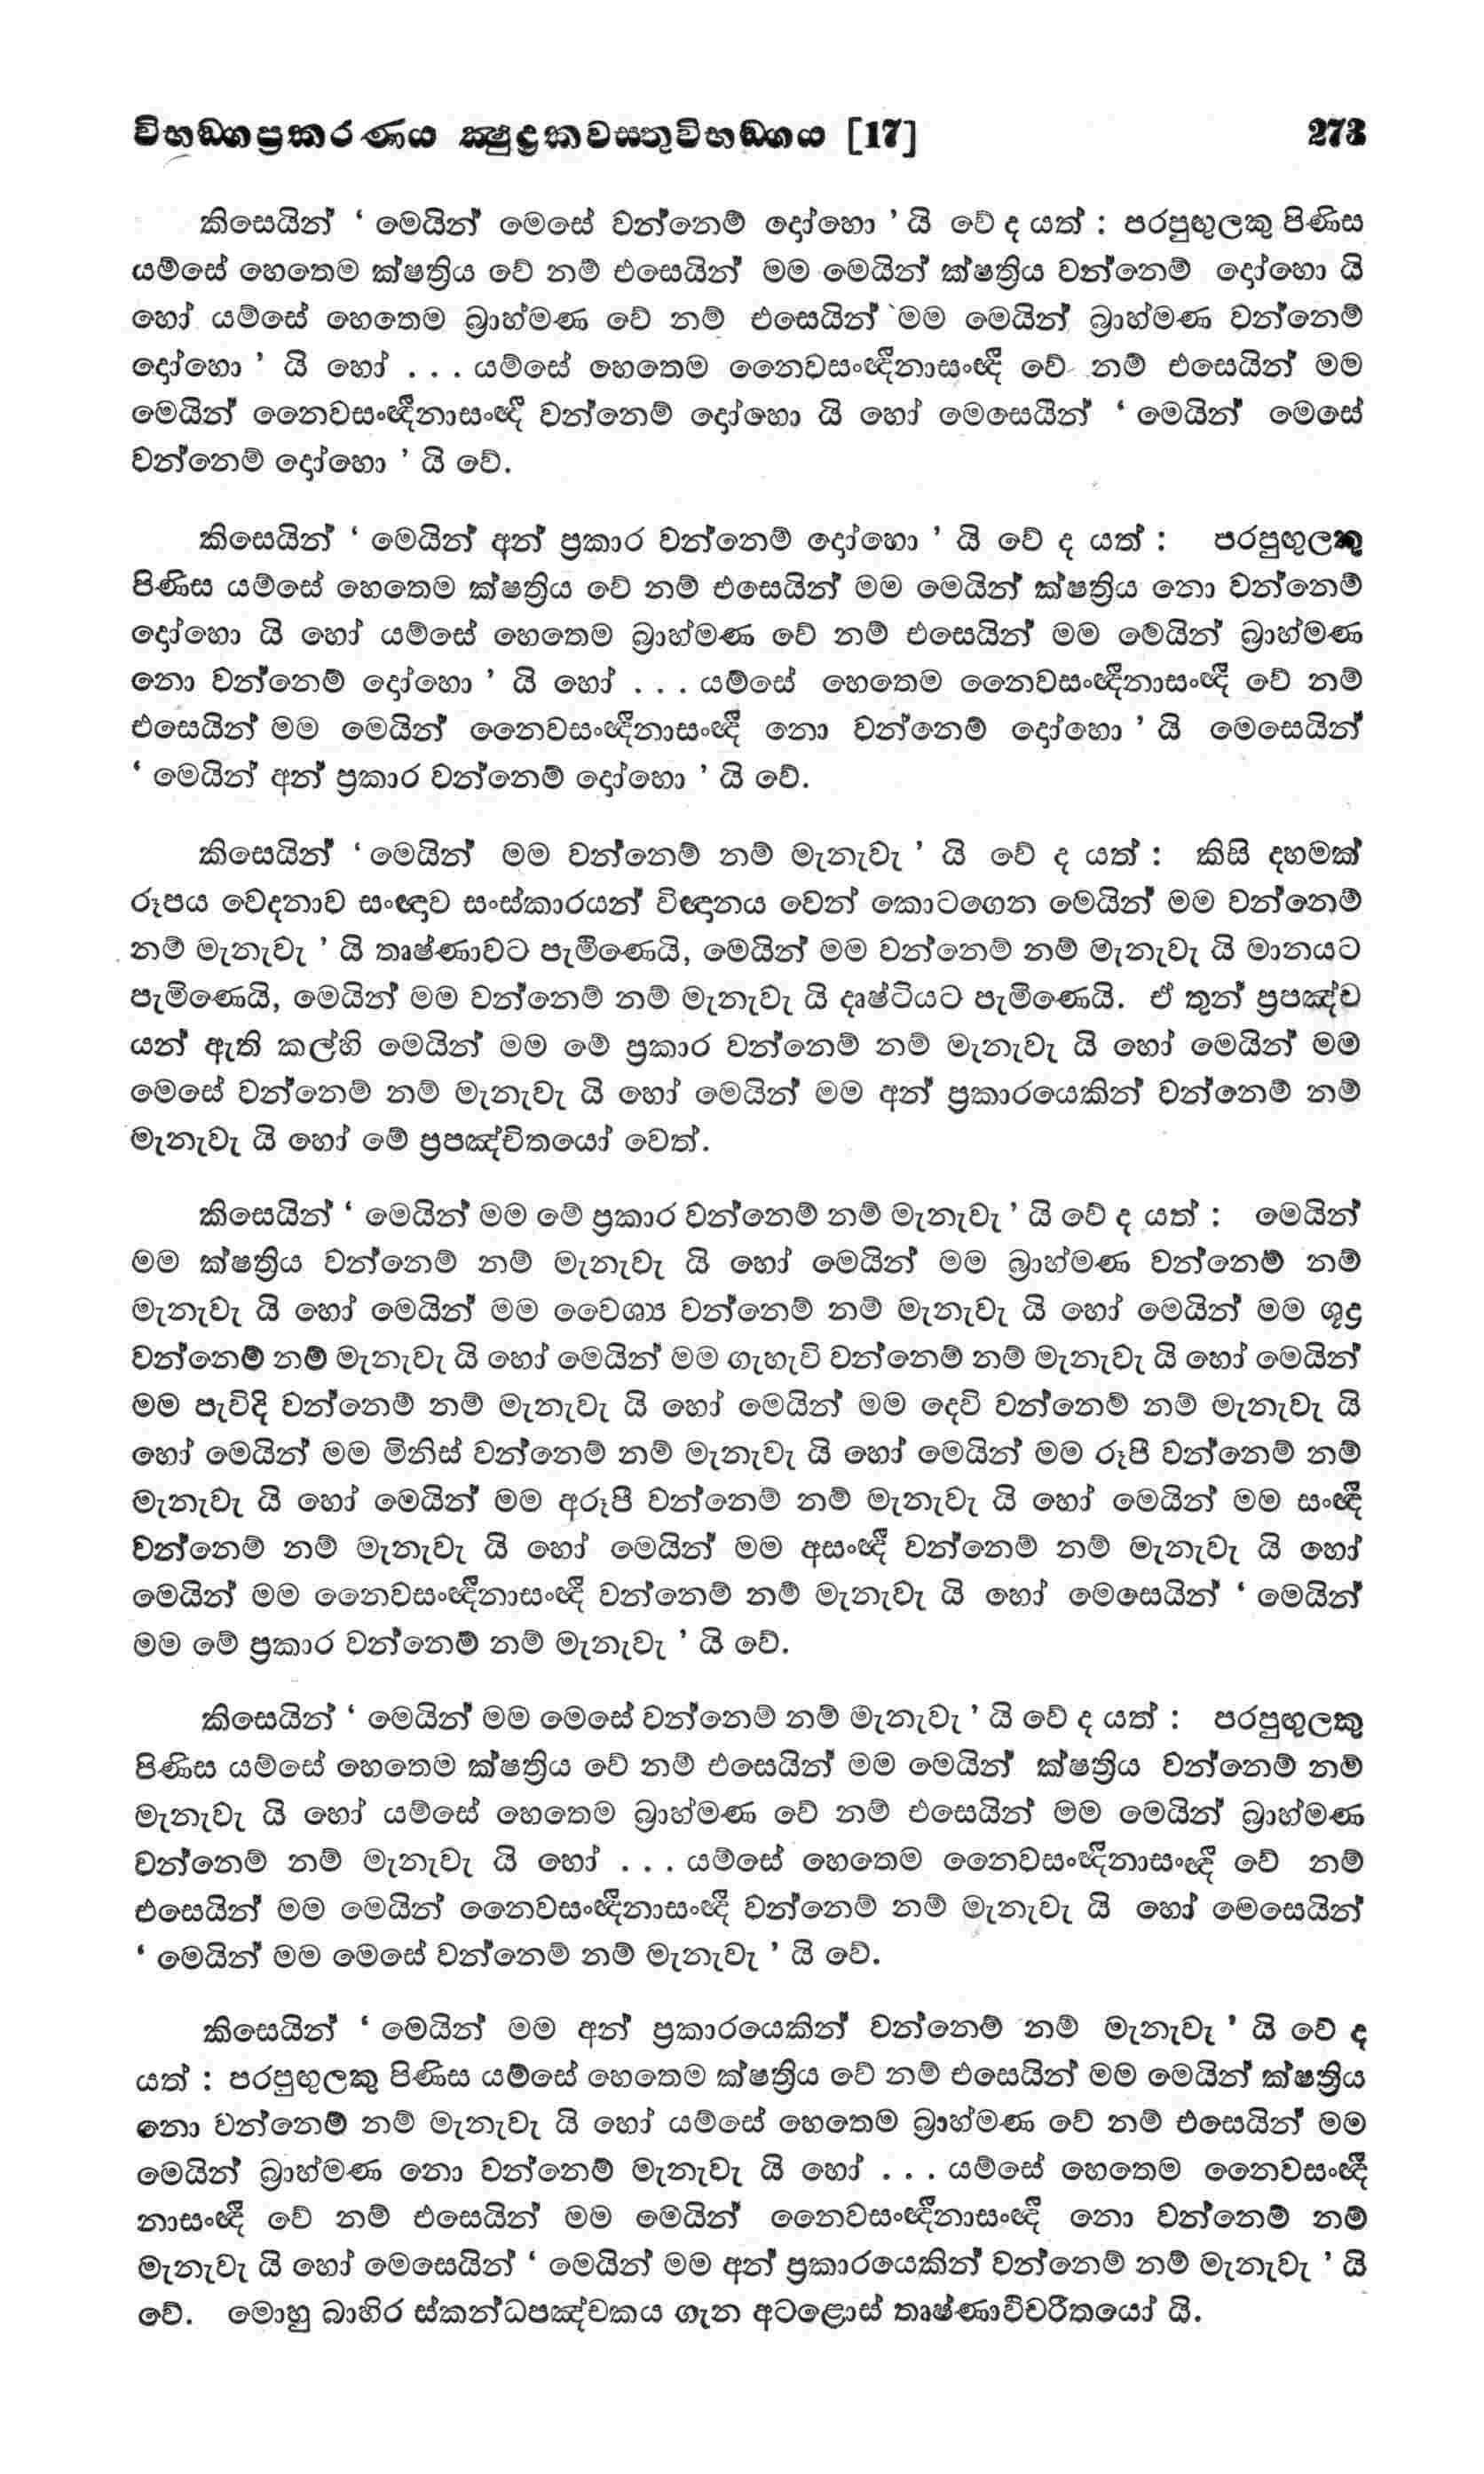 විභඞ්ගප්‍රකරණය ක්‍ෂුද්‍රකවස්තුවිභඞ්ගය [17] 273
කිසෙයින් ‘ මෙයින් මෙසේ වන්නෙම් දෝහො ’ යි වේ ද යත් : පරපුඟුලකු පිණිස
යම්සේ හෙතෙම ක්ෂත්‍රිය වේ නම් එසෙයින් මම මෙයින් ක්ෂත්‍රිය වන්නෙම් දෝහො යි
හෝ යම්සේ හෙතෙම බ්‍රාහ්මණ වේ නම් එසෙයින් මම මෙයින් බ්‍රාහ්මණ වන්නෙම්
දෝහො ’ යි හෝ . . . යම්සේ හෙතෙම නෛවසංඥීනාසංඥී වේ නම් එසෙයින් මම
මෙයින් නෛවසංඥීනාසංඥී වන්නෙම් දෝහො යි හෝ මෙසෙයින් ‘ මෙයින් මෙසේ
වන්නෙම් දෝහො ’ යි වේ.
කිසෙයින් ‘ මෙයින් අන් ප්‍රකාර වන්නෙම් දෝහො ’ යි වේ ද යත් : පරපුඟුලකු
පිණිස යම්සේ හෙතෙම ක්ෂත්‍රිය වේ නම් එසෙයින් මම මෙයින් ක්ෂත්‍රිය නො වන්නෙම්
දෝහො යි හෝ යම්සේ හෙතෙම බ්‍රාහ්මණ වේ නම් එසෙයින් මම මෙයින් බ්‍රාහ්මණ
නො වන්නෙම් දෝහො ’ යි හෝ . . . යම්සේ හෙතෙම නෛවසංඥීනාසංඥී වේ නම්
එසෙයින් මම මෙයින් නෛවසංඥීනාසංඥී නො වන්නෙම් දෝහො ’ යි මෙසෙයින්
‘ මෙයින් අන් ප්‍රකාර වන්නෙම් දෝහො ’ යි වේ.
කිසෙයින් ‘ මෙයින් මම වන්නෙම් නම් මැනැවැ ’ යි වේ ද යත් : කිසි දහමක්
රූපය වේදනාව සංඥාව සංස්කාරයන් විඥානය වෙන් කොටගෙන මෙයින් මම වන්නෙම්
නම් මැනැවැ ’ යි තෘෂ්ණාවට පැමිණෙයි, මෙයින් මම වන්නෙම් නම් මැනැවැ යි මානයට
පැමිණෙයි, මෙයින් මම වන්නෙම් නම් මැනැවැ යි දෘෂ්ටියට පැමිණෙයි. ඒ තුන් ප්‍රපඤ්ච
යන් ඇති කල්හි මෙයින් මම මේ ප්‍රකාර වන්නෙම් නම් මැනැවැ යි හෝ මෙයින් මම
මෙසේ වන්නෙම් නම් මැනැවැ යි හෝ මෙයින් මම අන් ප්‍රකාරයෙකින් වන්නෙම් නම්
මැනැවැ යි හෝ මේ ප්‍රපඤ්චිතයෝ වෙත්.
කිසෙයින් ‘ මෙයින් මම මේ ප්‍රකාර වන්නෙම් නම් මැනැවැ ’ යි වේ ද යත් : මෙයින්
මම ක්ෂත්‍රිය වන්නෙම් නම් මැනැවැ යි හෝ මෙයින් මම බ්‍රාහ්මණ වන්නෙම් නම්
මැනැවැ යි හෝ මෙයින් මම වෛශ්‍ය වන්නෙම් නම් මැනැවැ යි හෝ මෙයින් මම ශූද්‍ර
වන්නෙම් නම් මැනැවැ යි හෝ මෙයින් මම ගැහැවි වන්නෙම් නම් මැනැවැ යි හෝ මෙයින්
මම පැවිදි වන්නෙම් නම් මැනැවැ යි හෝ මෙයින් මම දෙවි වන්නෙම් නම් මැනැවැ යි
හෝ මෙයින් මම මිනිස් වන්නෙම් නම් මැනැවැ යි හෝ මෙයින් මම රූපී වන්නෙම් නම්
මැනැවැ යි හෝ මෙයින් මම අරූපී වන්නෙම් නම් මැනැවැ යි හෝ මෙයින් මම සංඥී
වන්නෙම් නම් මැනැවැ යි හෝ මෙයින් මම අසංඥී වන්නෙම් නම් මැනැවැ යි හෝ
මෙයින් මම නෛවසංඥීනාසංඥී වන්නෙම් නම් මැනැවැ යි හෝ මෙසෙයින් ‘ මෙයින්
මම මේ ප්‍රකාර වන්නෙම් නම් මැනැවැ ’ යි වේ.
කිසෙයින් ‘ මෙයින් මම මෙසේ වන්නෙම් නම් මැනැවැ ’ යි වේ ද යත් : පරපුඟුලකු
පිණිස යම්සේ හෙතෙම ක්ෂත්‍රිය වේ නම් එසෙයින් මම මෙයින් ක්ෂත්‍රිය වන්නෙම් නම්
මැනැවැ යි හෝ යම්සේ හෙතෙම බ්‍රාහ්මණ වේ නම් එසෙයින් මම මෙයින් බ්‍රාහ්මණ
වන්නෙම් නම් මැනැවැ යි හෝ . . . යම්සේ හෙතෙම නෛවසංඥීනාසංඥී වේ නම්
එසෙයින් මම මෙයින් නෛවසංඥීනාසංඥී වන්නෙම් නම් මැනැවැ යි හෝ මෙසෙයින්
‘ මෙයින් මම මෙසේ වන්නෙම් නම් මැනැවැ ’ යි වේ.
කිසෙයින් ‘ මෙයින් මම අන් ප්‍රකාරයෙකින් වන්නෙම් නම් මැනැවැ ’ යි වේ ද
යත් : පරපුඟුලකු පිණිස යම්සේ හෙතෙම ක්ෂත්‍රිය වේ නම් එසෙයින් මම මෙයින් ක්ෂත්‍රිය
නො වන්නෙම් නම් මැනැවැ යි හෝ යම්සේ හෙතෙම බ්‍රාහ්මණ වේ නම් එසෙයින් මම
මෙයින් බ්‍රාහ්මණ නො වන්නෙම් මැනැවැ යි හෝ . . . යම්සේ හෙතෙම නෛවසංඥී
නාසංඥී වේ නම් එසෙයින් මම මෙයින් නෛවසංඥීනාසංඥී නො වන්නෙම් නම්
මැනැවැ යි හෝ මෙසෙයින් ‘ මෙයින් මම අන් ප්‍රකාරයෙකින් වන්නෙම් නම් මැනැවැ ’ යි
වේ. මොහු බාහිර ස්කන්ධපඤ්චකය ගැන අටළොස් තෘෂ්ණාවිචරිතයෝ යි.